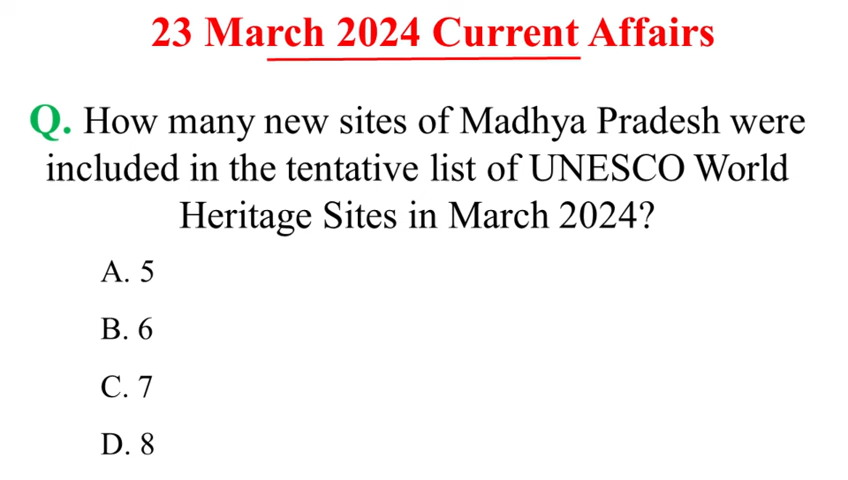 23 March 2024 Current Affairs
Q. How many new sites of Madhya Pradesh were
included in the tentative list of UNESCO World
Heritage Sites in March 2024?
A. 5
B. 6
C. 7
D. 8